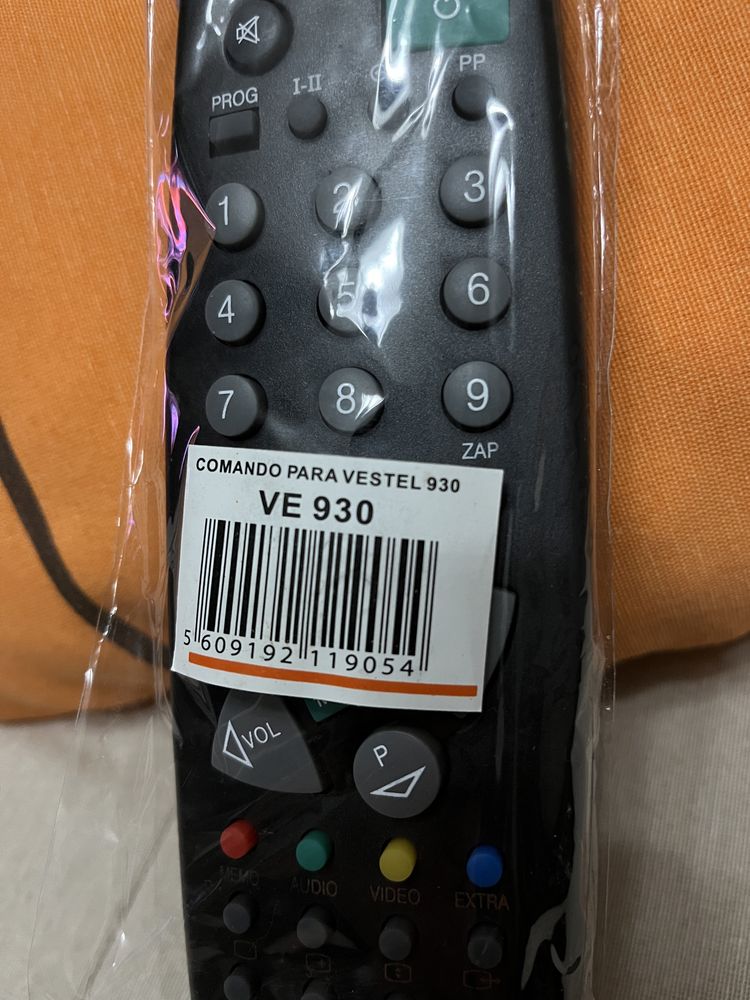 I-II
PP
PROG
1
2
3
4
5
6
7
8
9
ZAP
COMANDO PARA VESTEL 930
VE 930
5 609192 119054
VOL
P
MEMO
AUDIO
VIDEO
EXTRA